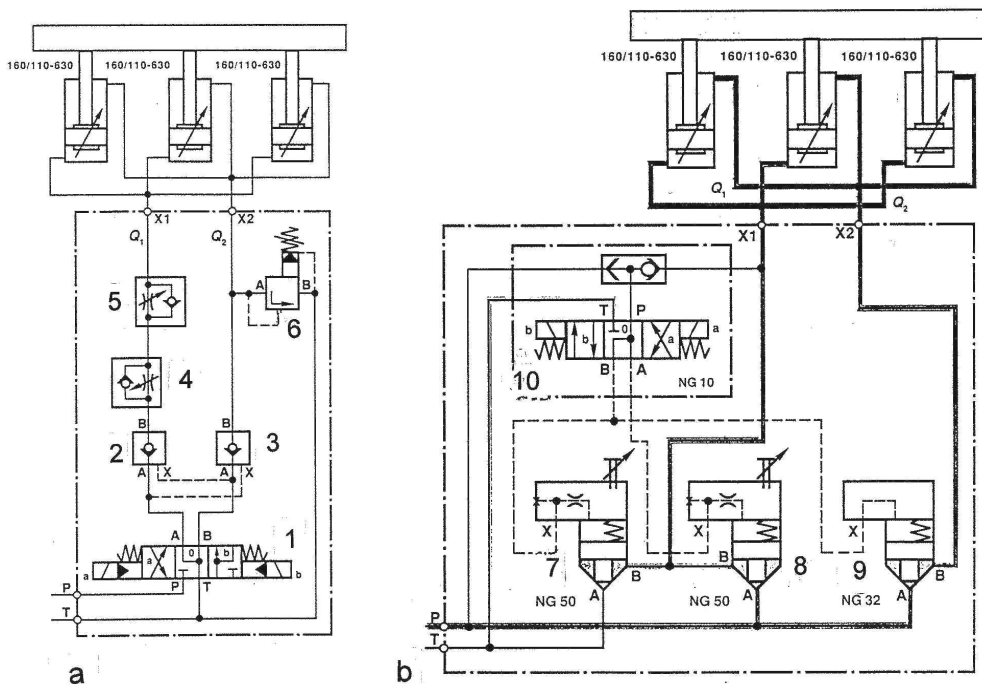 160/110-630 160/110-630 160/110-630
X1 X2
Q1 Q2
A B
5 6
4
B B
2 3
A X A X
A B 1
a a 0 b b
P T
P
T
a
160/110-630 160/110-630 160/110-630
Q1
Q2
X1 X2
T P
b b 0 a a
B A
10 NG 10
X X X
7 8 9
B B B
A A A
NG 50 NG 50 NG 32
P
T
b